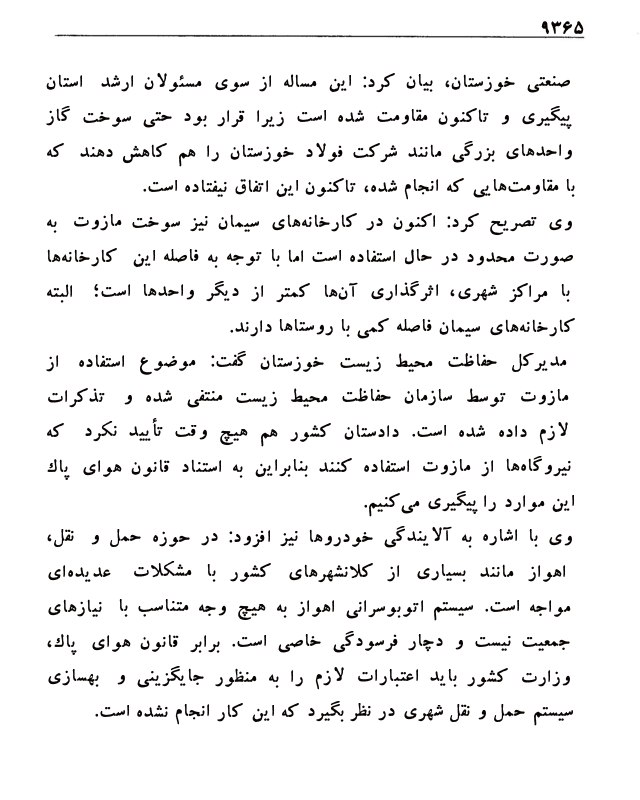 ۹۳۶۵
صنعتی خوزستان، بیان کرد: این مساله از سوی مسئولان ارشد استان
پیگیری و تاکنون مقاومت شده است زیرا قرار بود حتی سوخت گاز
واحدهای بزرگی مانند شرکت فولاد خوزستان را هم کاهش دهند که
با مقاومت‌هایی که انجام شده، تاکنون این اتفاق نیفتاده است.
وی تصریح کرد: اکنون در کارخانه‌های سیمان نیز سوخت مازوت به
صورت محدود در حال استفاده است اما با توجه به فاصله این کارخانه‌ها
با مراکز شهری، اثرگذاری آن‌ها کمتر از دیگر واحدها است؛ البته
کارخانه‌های سیمان فاصله کمی با روستاها دارند.
مدیرکل حفاظت محیط زیست خوزستان گفت: موضوع استفاده از
مازوت توسط سازمان حفاظت محیط زیست منتفی شده و تذکرات
لازم داده شده است. دادستان کشور هم هیچ وقت تأیید نکرد که
نیروگاه‌ها از مازوت استفاده کنند بنابراین به استناد قانون هوای پاك
این موارد را پیگیری می‌کنیم.
وی با اشاره به آلایندگی خودروها نیز افزود: در حوزه حمل و نقل،
اهواز مانند بسیاری از کلانشهرهای کشور با مشکلات عدیده‌ای
مواجه است. سیستم اتوبوسرانی اهواز به هیچ وجه متناسب با نیازهای
جمعیت نیست و دچار فرسودگی خاصی است. برابر قانون هوای پاك،
وزارت کشور باید اعتبارات لازم را به منظور جایگزینی و بهسازی
سیستم حمل و نقل شهری در نظر بگیرد که این کار انجام نشده است.